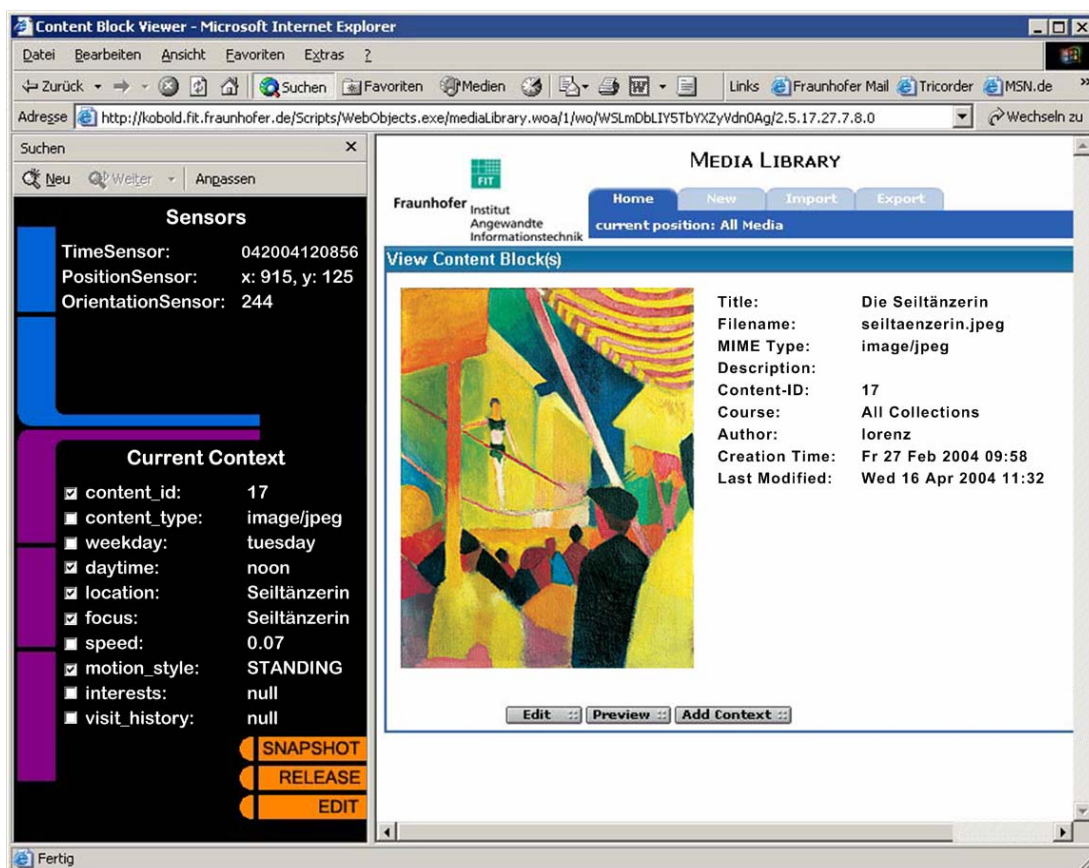 Content Block Viewer - Microsoft Internet Explorer
Datei Bearbeiten Ansicht Favoriten Extras ?
Zurück Suchen Favoriten Medien Links Fraunhofer Mail Tricorder MSN.de »
Adresse http://kobold.fit.fraunhofer.de/Scripts/WebObjects.exe/mediaLibrary.woa/1/wo/WSLmDbLIY5TbYXZyVdn0Ag/2.5.17.27.7.8.0 Wechseln zu
Suchen
Neu Weiter Anpassen
Sensors
TimeSensor: 042004120856
PositionSensor: x: 915, y: 125
OrientationSensor: 244
Current Context
content_id: 17
content_type: image/jpeg
weekday: tuesday
daytime: noon
location: Seiltänzerin
focus: Seiltänzerin
speed: 0.07
motion_style: STANDING
interests: null
visit_history: null
SNAPSHOT
RELEASE
EDIT
MEDIA LIBRARY
FIT
Fraunhofer Institut
Angewandte
Informationstechnik
Home New Import Export
current position: All Media
View Content Block(s)
Title: Die Seiltänzerin
Filename: seiltaenzerin.jpeg
MIME Type: image/jpeg
Description:
Content-ID: 17
Course: All Collections
Author: lorenz
Creation Time: Fr 27 Feb 2004 09:58
Last Modified: Wed 16 Apr 2004 11:32
Edit Preview Add Context
Fertig